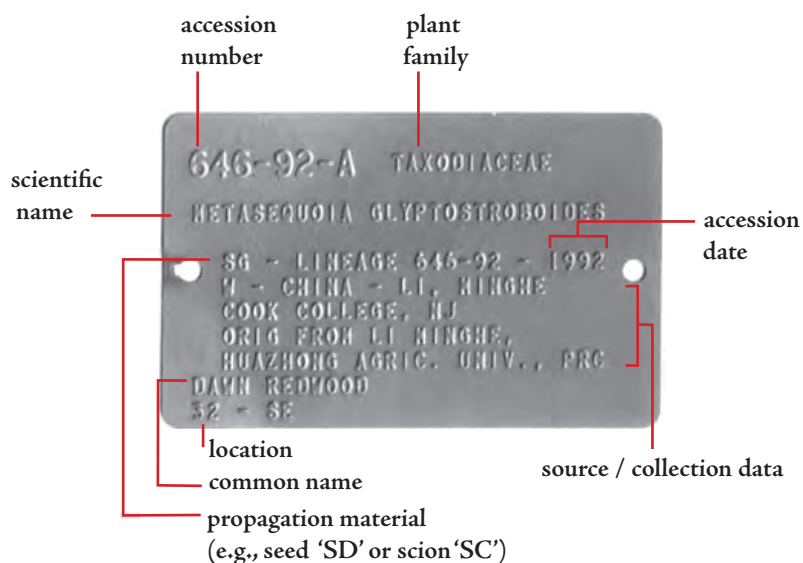 accession
number
plant
family
646-92-A TAXODIACEAE
scientific
name
METASEQUOIA GLYPTOSTROBOIDES
accession
date
SG - LINEAGE 646-92 - 1992
W - CHINA - LI, MINGHE
COOK COLLEGE, NJ
ORIG FROM LI MINGHE,
HUAZHONG AGRIC. UNIV., PRC
DAWN REDWOOD
32 - SE
location
common name
source / collection data
propagation material
(e.g., seed ‘SD’ or scion ‘SC’)